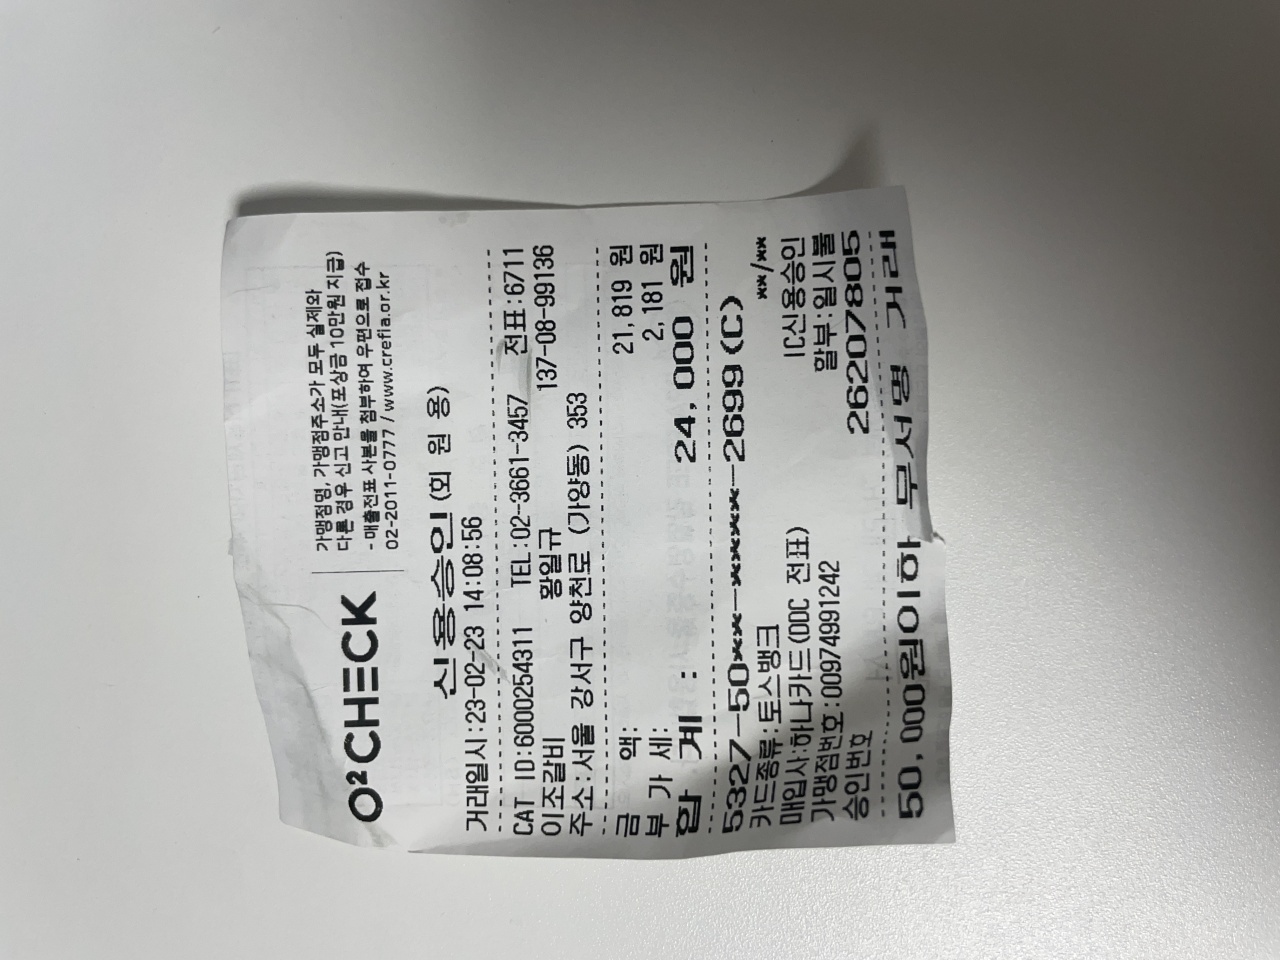 O²CHECK
가맹점명, 가맹점주소가 모두 실제와
다른 경우 신고 안내(포상금 10만원 지급)
- 매출전표 사본을 첨부하여 우편으로 접수
02-2011-0777 / www.crefia.or.kr
신용승인(회 원 용)
거래일시:23-02-23 14:08:56
CAT ID:6000254311 TEL:02-3661-3457 전표:6711
이조갈비 황일규 137-08-99136
주소:서울 강서구 양천로 (가양동) 353
금 액: 21,819 원
부 가 세: 2,181 원
합 계 : 24,000 원
5327-50**-****-2699(C)
카드종류:토스뱅크 **/**
매입사:하나카드(DDC 전표) IC신용승인
가맹점번호:00974991242 할부:일시불
승인번호 26207805
50,000원이하 무서명 거래